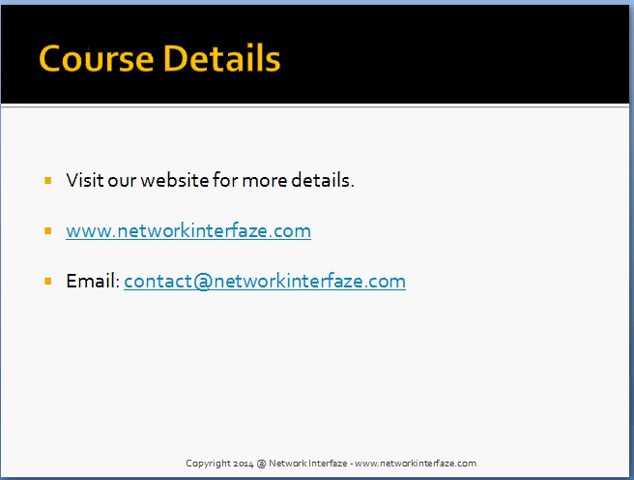 Course Details
Visit our website for more details.
www.networkinterfaze.com
Email: contact@networkinterfaze.com
Copyright 2014 @ Network Interfaze - www.networkinterfaze.com